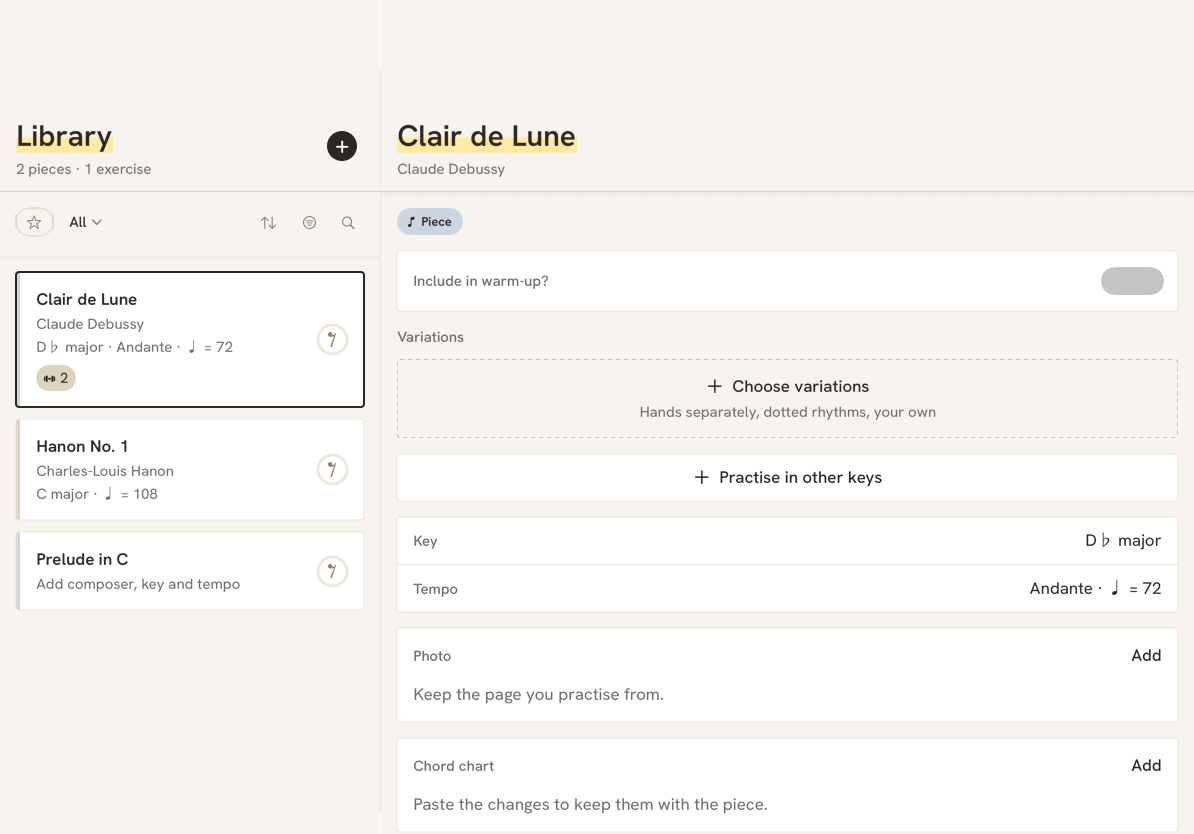 Library
2 pieces · 1 exercise
All
Clair de Lune
Claude Debussy
D♭ major · Andante · ♩ = 72
2
Hanon No. 1
Charles-Louis Hanon
C major · ♩ = 108
Prelude in C
Add composer, key and tempo
Clair de Lune
Claude Debussy
Piece
Include in warm-up?
Variations
Choose variations
Hands separately, dotted rhythms, your own
Practise in other keys
Key
D♭ major
Tempo
Andante · ♩ = 72
Photo
Add
Keep the page you practise from.
Chord chart
Add
Paste the changes to keep them with the piece.